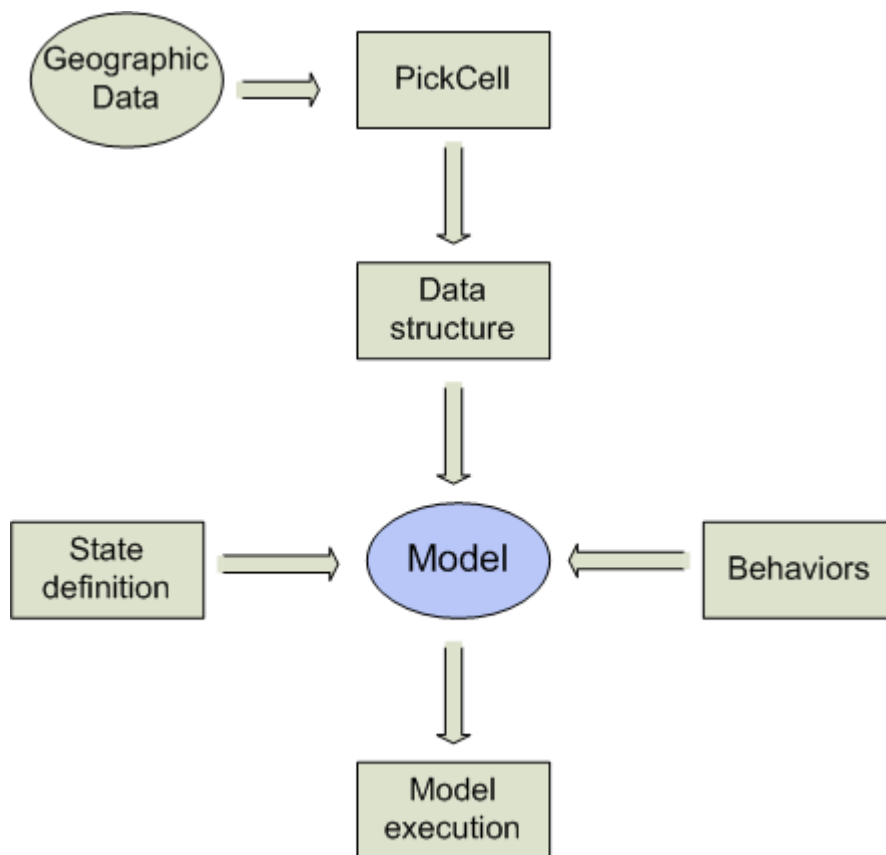 Geographic
Data
PickCell
Data
structure
State
definition
Model
Behaviors
Model
execution